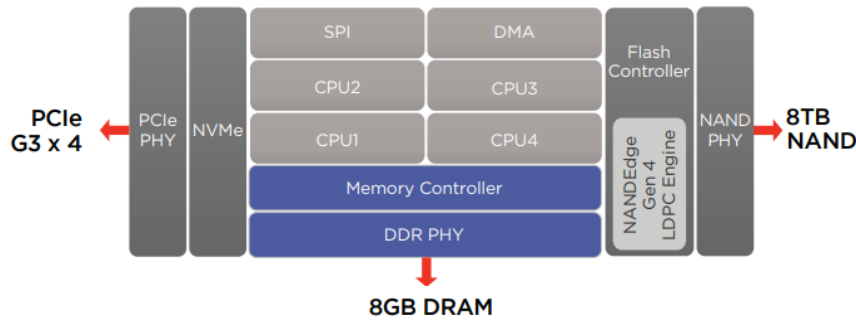 PCIe
G3 x 4
PCIe
PHY
NVMe
SPI
DMA
CPU2
CPU3
CPU1
CPU4
Memory Controller
DDR PHY
8GB DRAM
Flash
Controller
NANDEdge
Gen 4
LDPC Engine
NAND
PHY
8TB
NAND